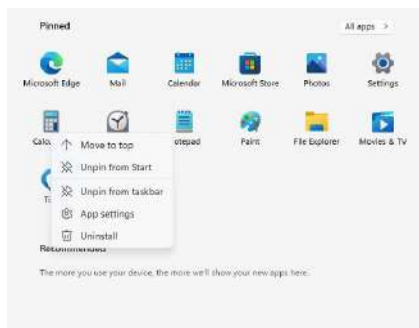 Pinned
All apps >
Microsoft Edge Mail Calendar Microsoft Store Photos Settings
Paint File Explorer Movies & TV
Move to top
Unpin from Start
Unpin from taskbar
App settings
Uninstall
The more you use your device, the more we'll show your new apps here.